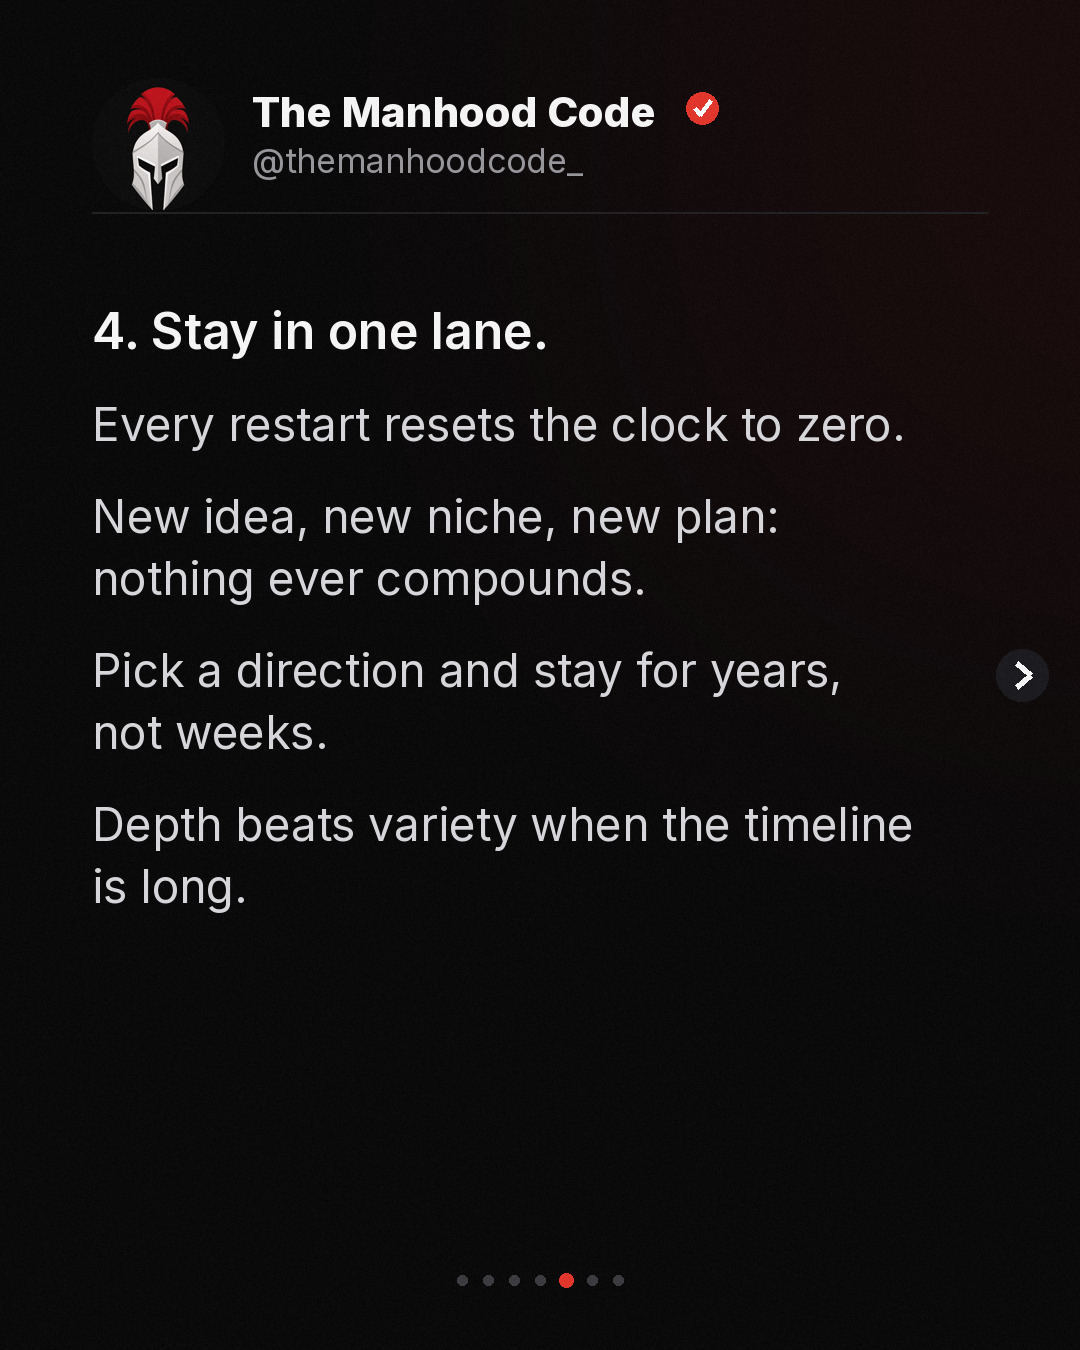 The Manhood Code
@themanhoodcode_
4. Stay in one lane.
Every restart resets the clock to zero.
New idea, new niche, new plan:
nothing ever compounds.
Pick a direction and stay for years,
not weeks.
Depth beats variety when the timeline
is long.